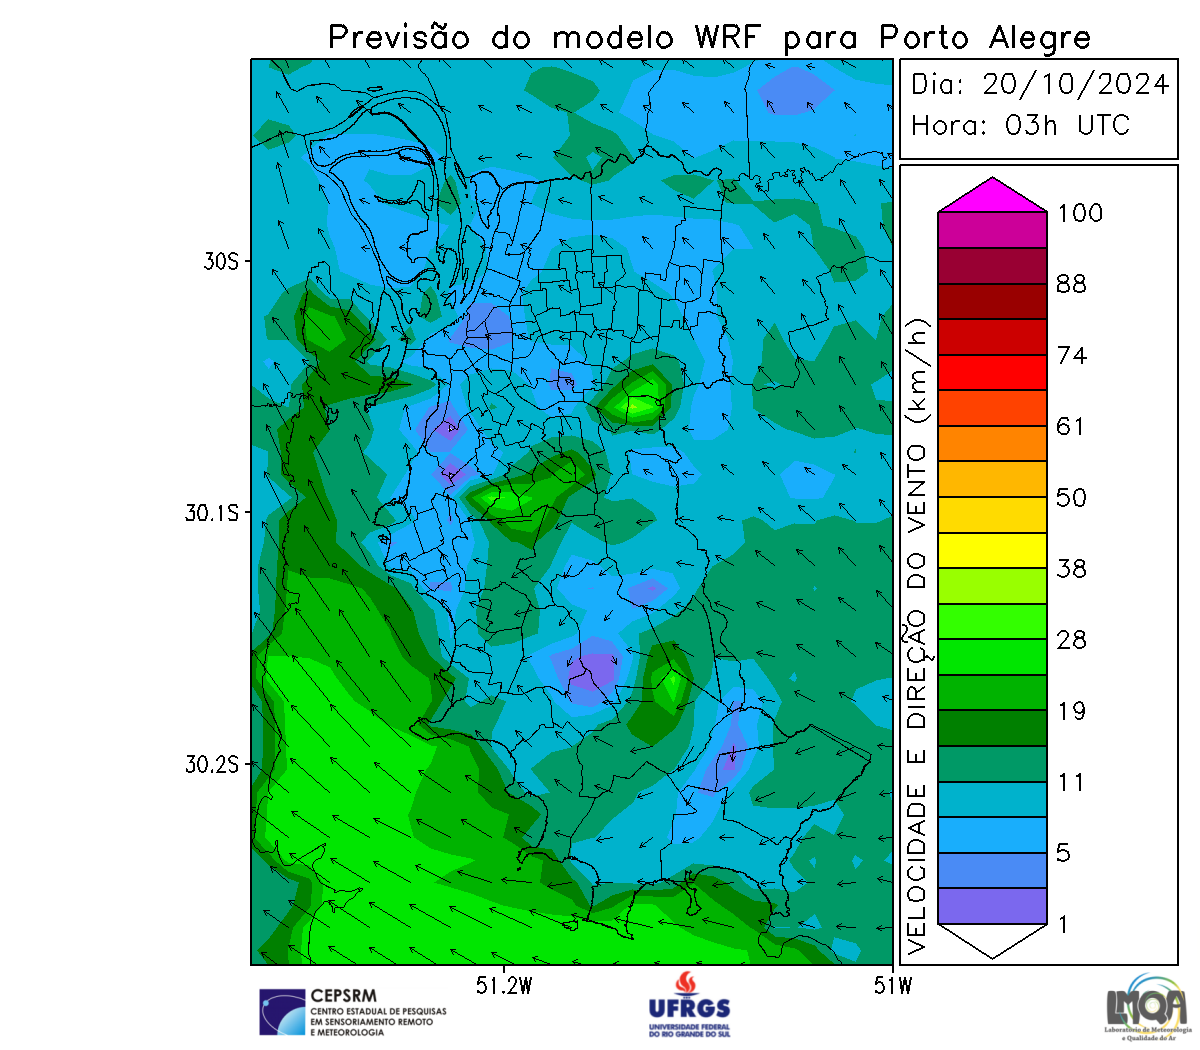 Previsão do modelo WRF para Porto Alegre
Dia: 20/10/2024
Hora: 03h UTC
30S
30.1S
30.2S
51.2W
51W
VELOCIDADE E DIREÇÃO DO VENTO (km/h)
100
88
74
61
50
38
28
19
11
5
1
CEPSRM
CENTRO ESTADUAL DE PESQUISAS
EM SENSORIAMENTO REMOTO
E METEOROLOGIA
UFRGS
UNIVERSIDADE FEDERAL
DO RIO GRANDE DO SUL
LMQA
Laboratório de Meteorologia
e Qualidade do Ar